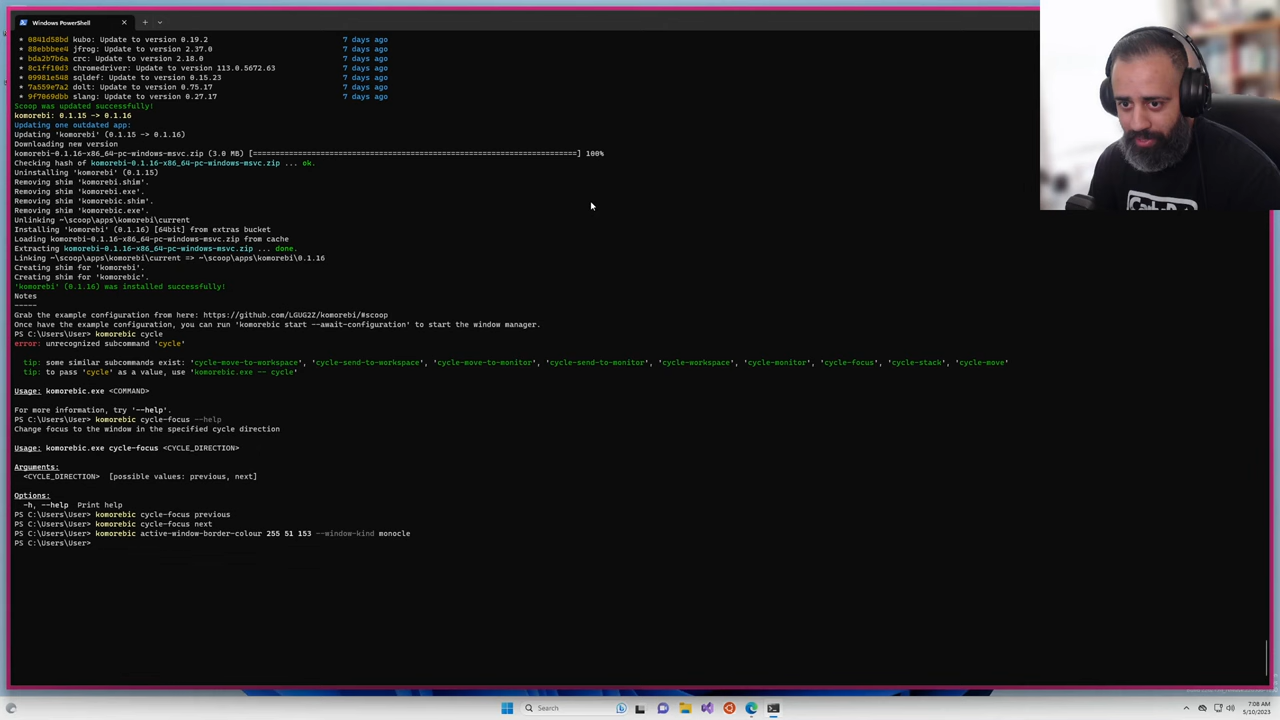 Windows PowerShell
* 0841d58bd kubo: Update to version 0.19.2 7 days ago
* 88ebbbee4 jfrog: Update to version 2.37.0 7 days ago
* bda2b7b6a crc: Update to version 2.18.0 7 days ago
* 8c1ff10d3 chromedriver: Update to version 113.0.5672.63 7 days ago
* 09981e548 sqldef: Update to version 0.15.23 7 days ago
* 7a559e7a2 dolt: Update to version 0.75.17 7 days ago
* 9f7069dbb slang: Update to version 0.27.17 7 days ago
Scoop was updated successfully!
komorebi: 0.1.15 -> 0.1.16
Updating one outdated app:
Updating 'komorebi' (0.1.15 -> 0.1.16)
Downloading new version
komorebi-0.1.16-x86_64-pc-windows-msvc.zip (3.0 MB) [=====================================================================] 100%
Checking hash of komorebi-0.1.16-x86_64-pc-windows-msvc.zip ... ok.
Uninstalling 'komorebi' (0.1.15)
Removing shim 'komorebi.shim'.
Removing shim 'komorebi.exe'.
Removing shim 'komorebic.shim'.
Removing shim 'komorebic.exe'.
Unlinking ~\scoop\apps\komorebi\current
Installing 'komorebi' (0.1.16) [64bit] from extras bucket
Loading komorebi-0.1.16-x86_64-pc-windows-msvc.zip from cache
Extracting komorebi-0.1.16-x86_64-pc-windows-msvc.zip ... done.
Linking ~\scoop\apps\komorebi\current => ~\scoop\apps\komorebi\0.1.16
Creating shim for 'komorebi'.
Creating shim for 'komorebic'.
'komorebi' (0.1.16) was installed successfully!
Notes
-----
Grab the example configuration from here: https://github.com/LGUG2Z/komorebi/#scoop
Once have the example configuration, you can run 'komorebic start --await-configuration' to start the window manager.
PS C:\Users\User> komorebic cycle
error: unrecognized subcommand 'cycle'
tip: some similar subcommands exist: 'cycle-move-to-workspace', 'cycle-send-to-workspace', 'cycle-move-to-monitor', 'cycle-send-to-monitor', 'cycle-workspace', 'cycle-monitor', 'cycle-focus', 'cycle-stack', 'cycle-move'
tip: to pass 'cycle' as a value, use 'komorebic.exe -- cycle'
Usage: komorebic.exe <COMMAND>
For more information, try '--help'.
PS C:\Users\User> komorebic cycle-focus --help
Change focus to the window in the specified cycle direction
Usage: komorebic.exe cycle-focus <CYCLE_DIRECTION>
Arguments:
<CYCLE_DIRECTION> [possible values: previous, next]
Options:
-h, --help Print help
PS C:\Users\User> komorebic cycle-focus previous
PS C:\Users\User> komorebic cycle-focus next
PS C:\Users\User> komorebic active-window-border-colour 255 51 153 --window-kind monocle
PS C:\Users\User>
Search
7:08 AM
5/10/2023